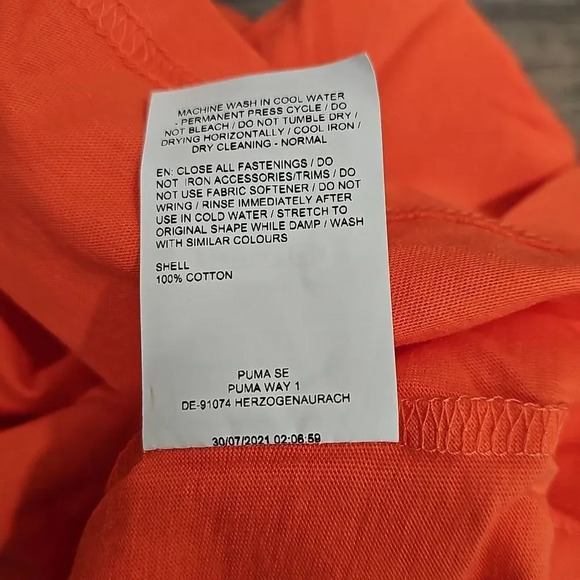 MACHINE WASH IN COOL WATER
- PERMANENT PRESS CYCLE / DO
NOT BLEACH / DO NOT TUMBLE DRY /
DRYING HORIZONTALLY / COOL IRON /
DRY CLEANING - NORMAL
EN: CLOSE ALL FASTENINGS / DO
NOT IRON ACCESSORIES/TRIMS / DO
NOT USE FABRIC SOFTENER / DO NOT
WRING / RINSE IMMEDIATELY AFTER
USE IN COLD WATER / STRETCH TO
ORIGINAL SHAPE WHILE DAMP / WASH
WITH SIMILAR COLOURS
SHELL
100% COTTON
PUMA SE
PUMA WAY 1
DE-91074 HERZOGENAURACH
30/07/2021 02:06:59